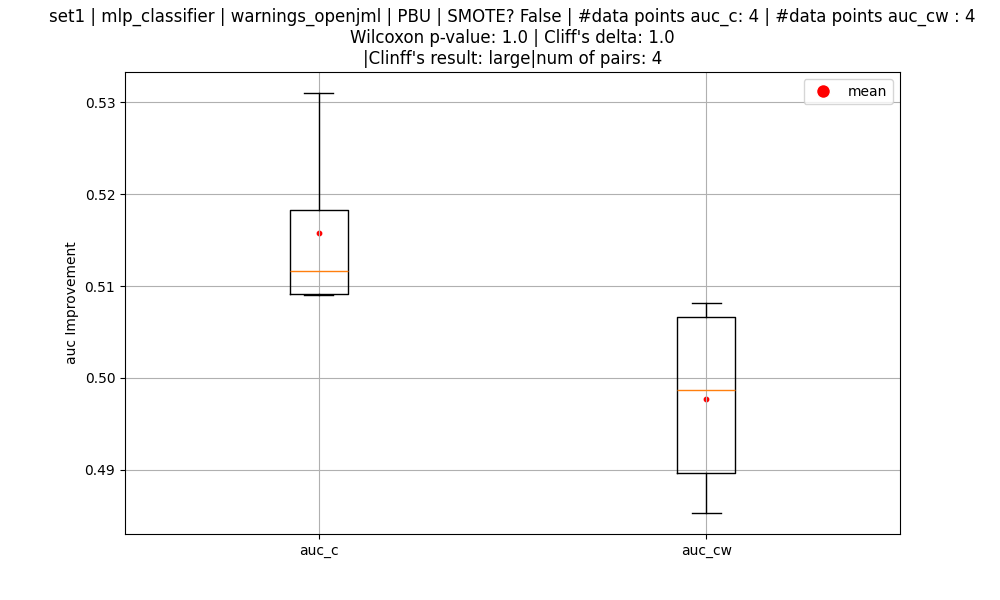 set1 | mlp_classifier | warnings_openjml | PBU | SMOTE? False | #data points auc_c: 4 | #data points auc_cw : 4
Wilcoxon p-value: 1.0 | Cliff's delta: 1.0
|Clinff's result: large|num of pairs: 4
mean
0.53
0.52
0.51
0.50
0.49
auc Improvement
auc_c
auc_cw